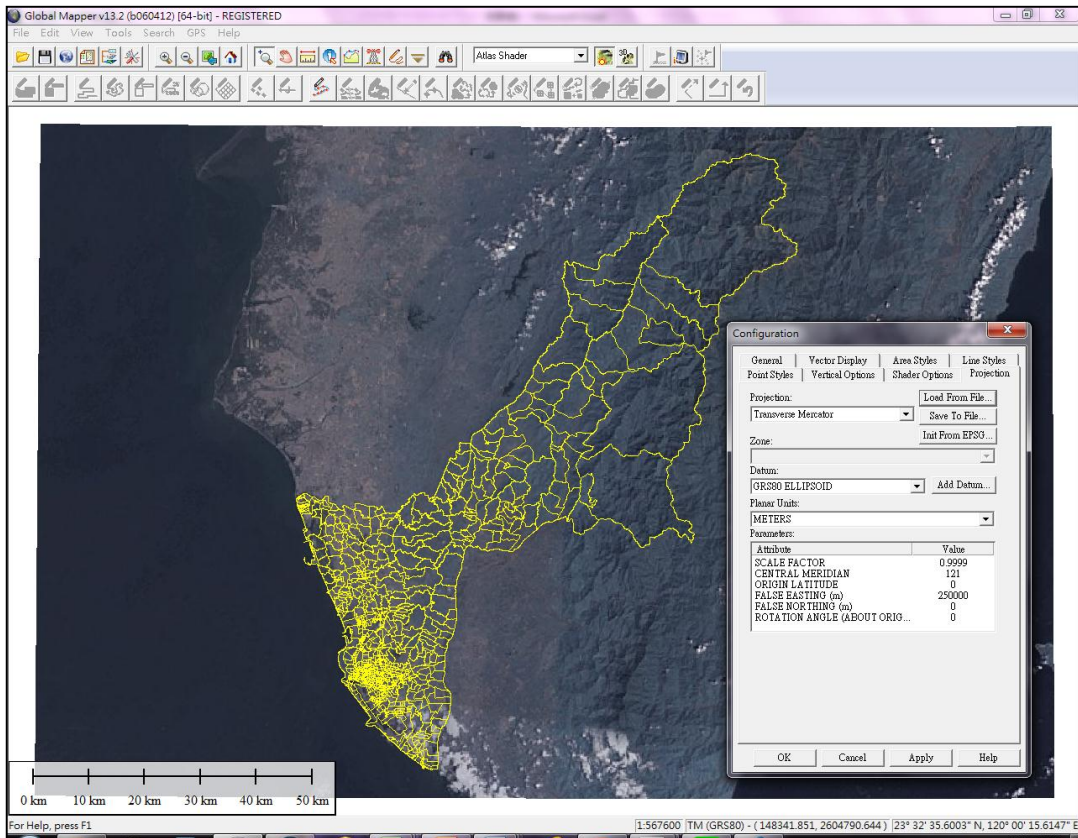 Global Mapper v13.2 (b060412) [64-bit] - REGISTERED
File Edit View Tools Search GPS Help
Atlas Shader
Configuration
General Vector Display Area Styles Line Styles
Point Styles Vertical Options Shader Options Projection
Projection:
Load From File...
Transverse Mercator
Save To File...
Init From EPSG...
Zone:
Datum:
GRS80 ELLIPSOID
Add Datum...
Planar Units:
METERS
Parameters:
Attribute Value
SCALE FACTOR 0.9999
CENTRAL MERIDIAN 121
ORIGIN LATITUDE 0
FALSE EASTING (m) 250000
FALSE NORTHING (m) 0
ROTATION ANGLE (ABOUT ORIG... 0
OK Cancel Apply Help
0 km 10 km 20 km 30 km 40 km 50 km
For Help, press F1
1:567600 TM (GRS80) - ( 148341.851, 2604790.644 ) 23° 32' 35.6003" N, 120° 00' 15.6147" E